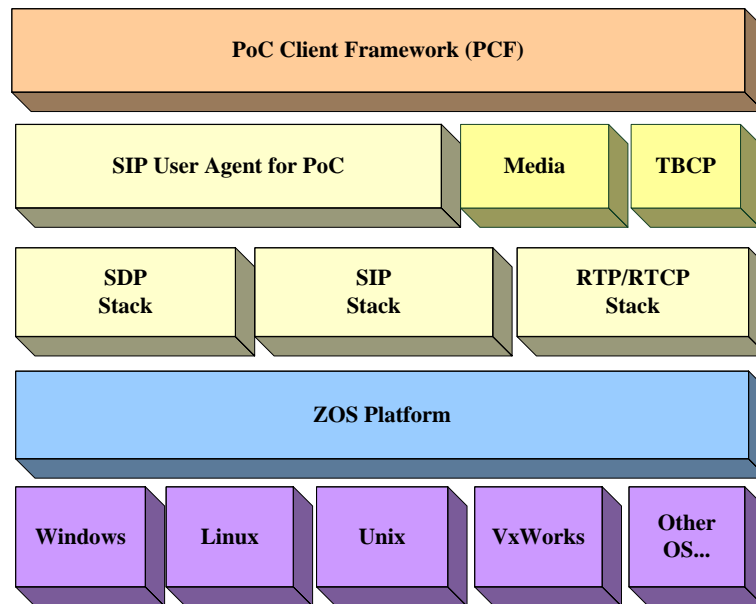 PoC Client Framework (PCF)
SIP User Agent for PoC
Media
TBCP
SDP
Stack
SIP
Stack
RTP/RTCP
Stack
ZOS Platform
Windows
Linux
Unix
VxWorks
Other
OS...